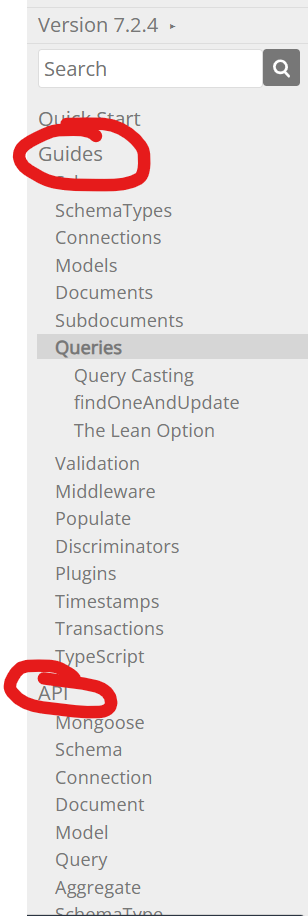 Version 7.2.4 ▸
Search
Quick Start
Guides
SchemaTypes
Connections
Models
Documents
Subdocuments
Queries
Query Casting
findOneAndUpdate
The Lean Option
Validation
Middleware
Populate
Discriminators
Plugins
Timestamps
Transactions
TypeScript
API
Mongoose
Schema
Connection
Document
Model
Query
Aggregate
SchemaType